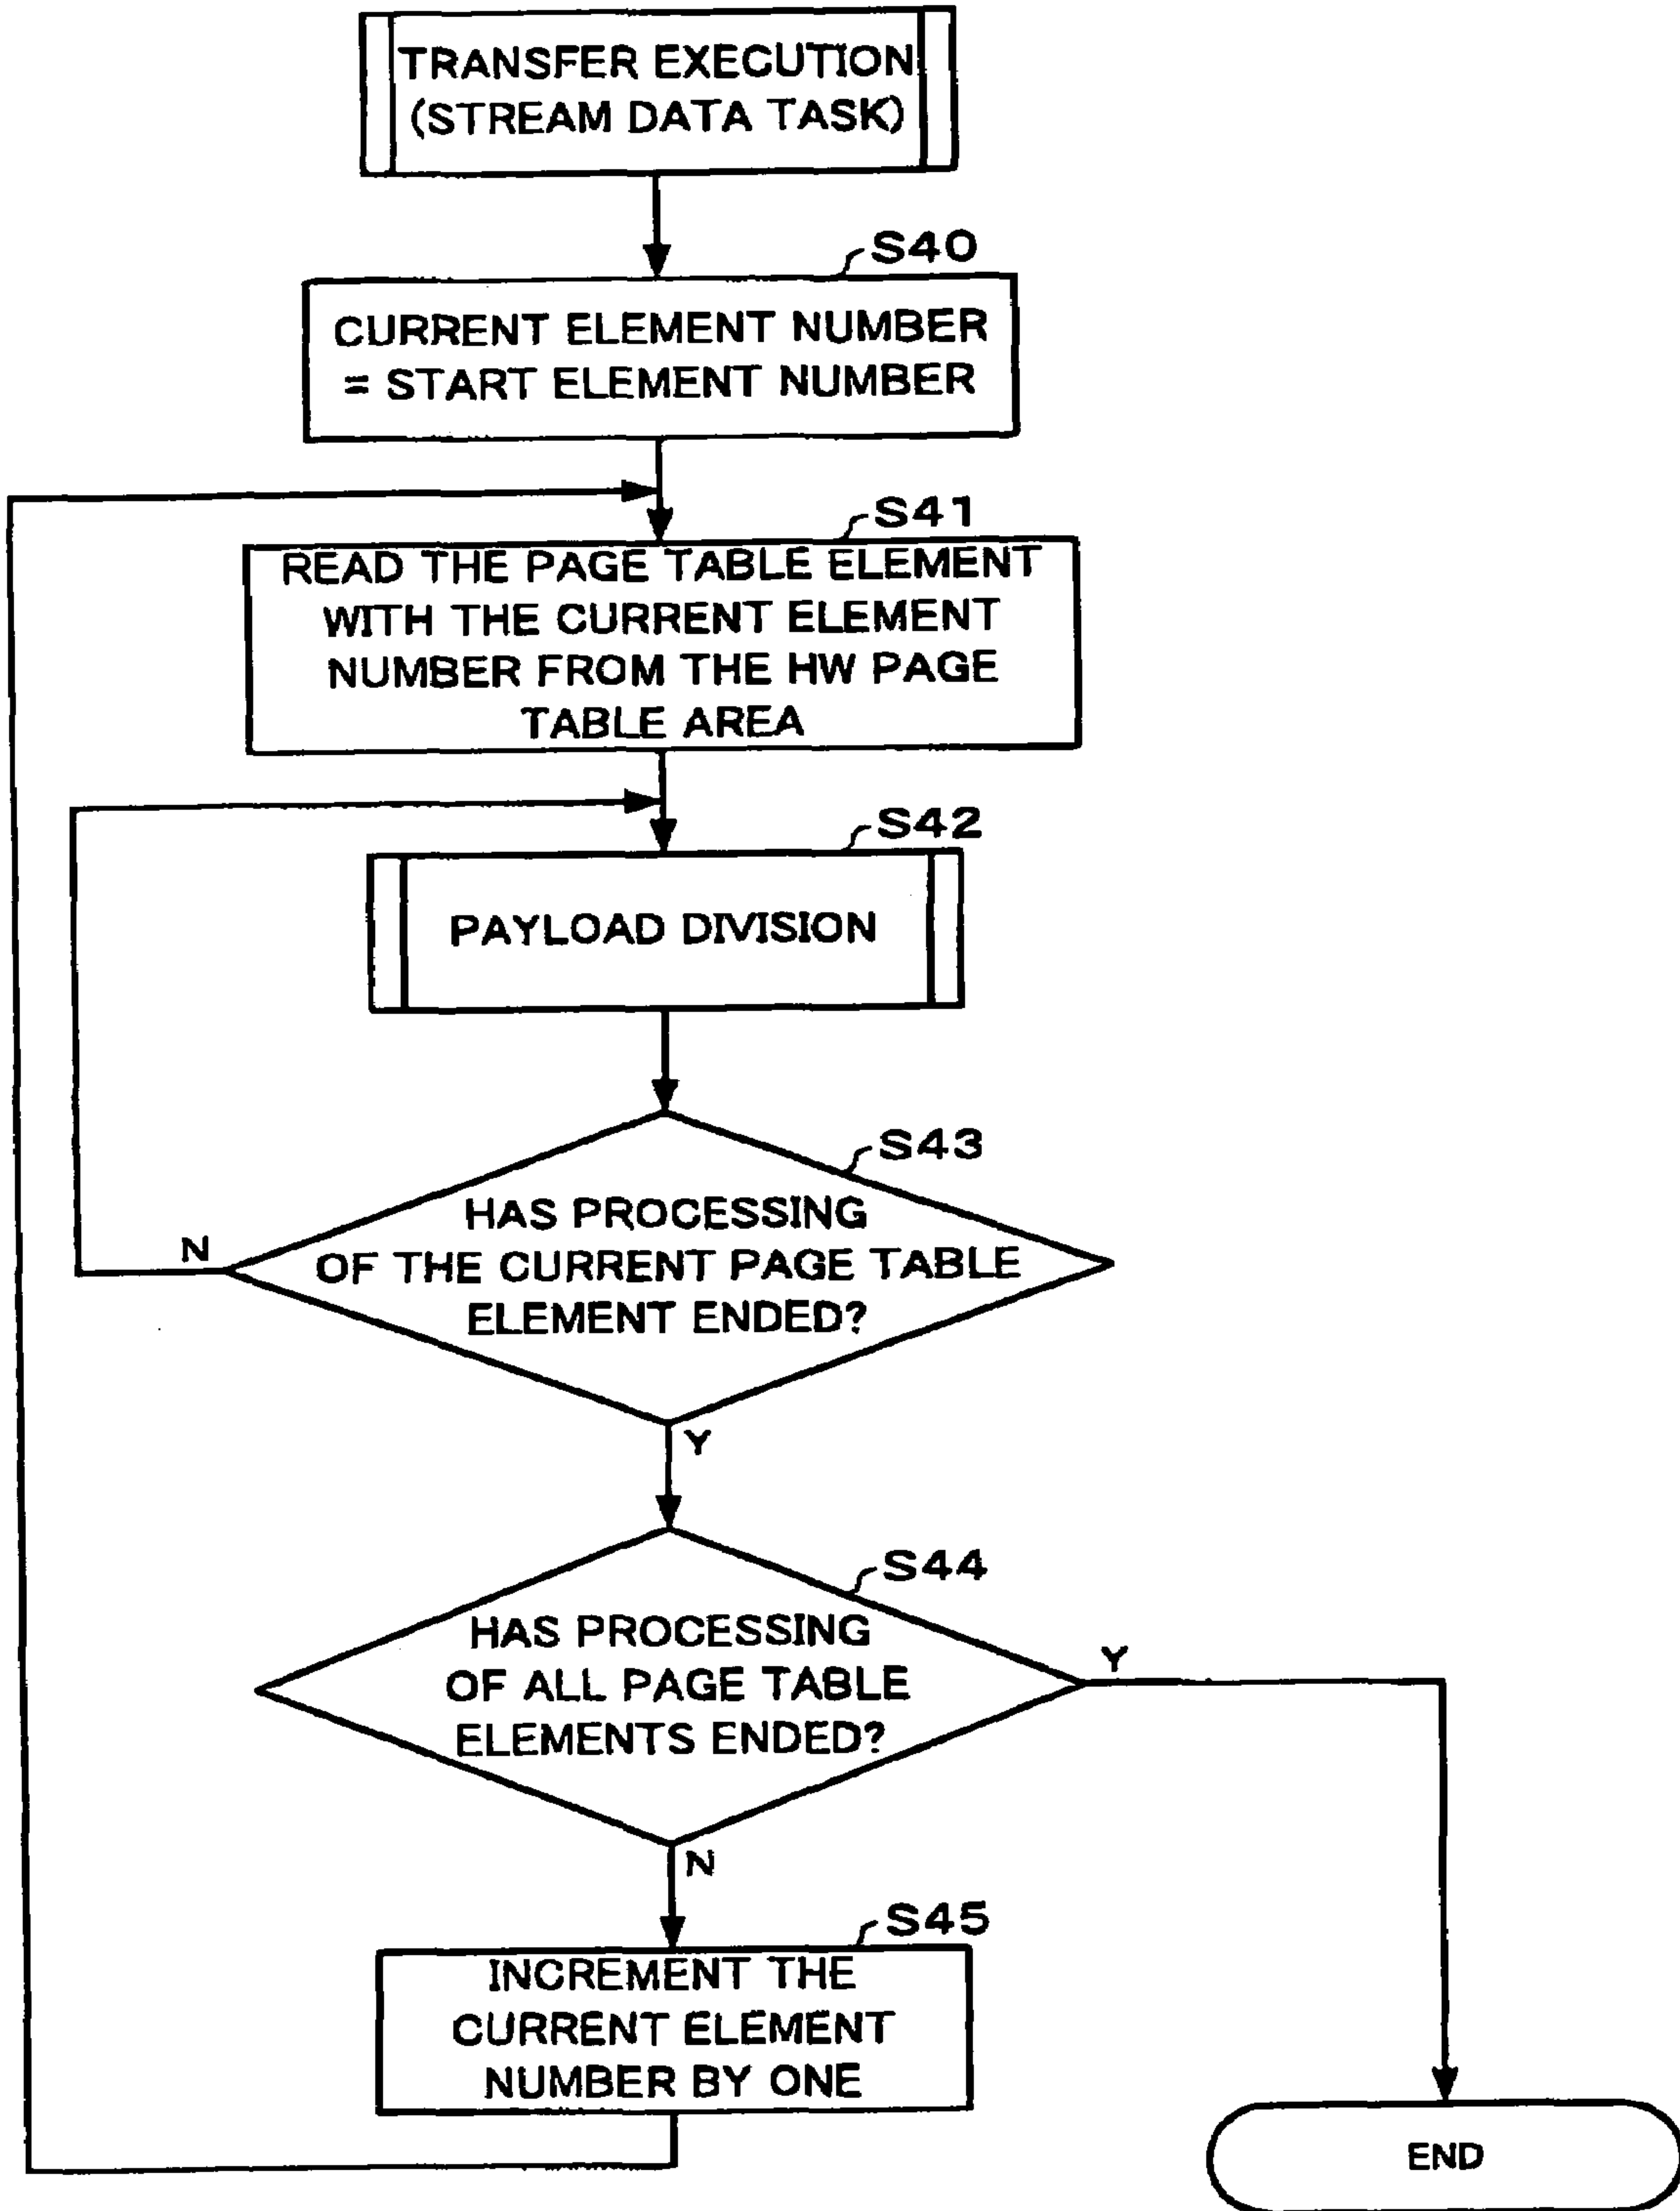 TRANSFER EXECUTION
(STREAM DATA TASK)
S40
CURRENT ELEMENT NUMBER
= START ELEMENT NUMBER
S41
READ THE PAGE TABLE ELEMENT
WITH THE CURRENT ELEMENT
NUMBER FROM THE HW PAGE
TABLE AREA
S42
PAYLOAD DIVISION
S43
HAS PROCESSING
OF THE CURRENT PAGE TABLE
ELEMENT ENDED?
N
Y
S44
HAS PROCESSING
OF ALL PAGE TABLE
ELEMENTS ENDED?
Y
N
S45
INCREMENT THE
CURRENT ELEMENT
NUMBER BY ONE
END